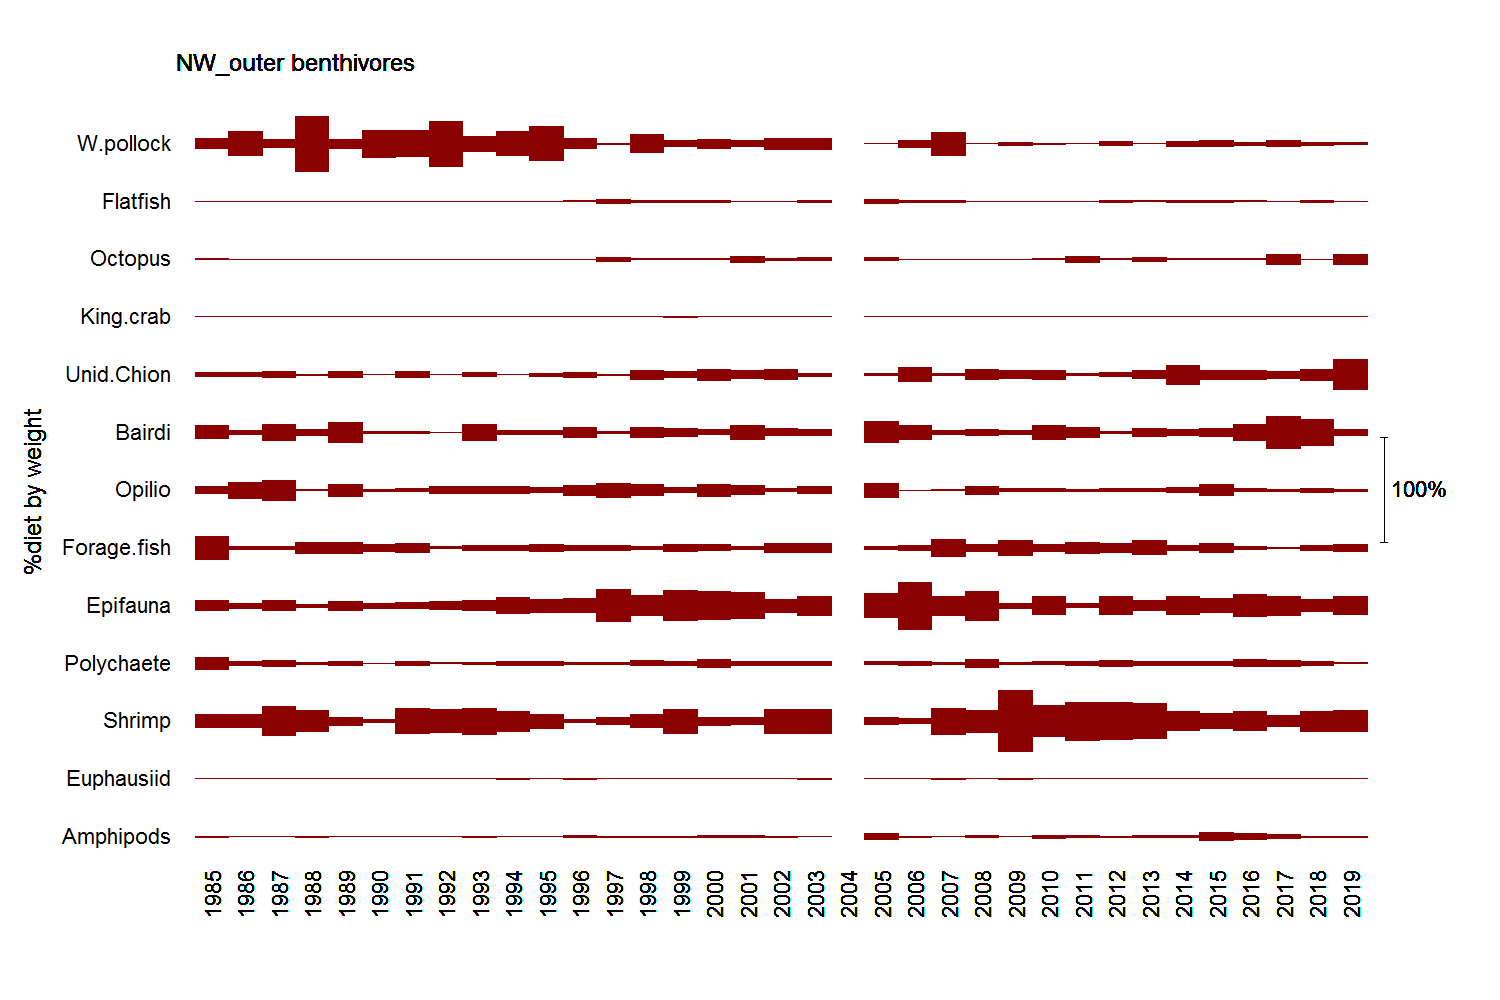 NW_outer benthivores
W.pollock
Flatfish
Octopus
King.crab
Unid.Chion
Bairdi
Opilio
Forage.fish
Epifauna
Polychaete
Shrimp
Euphausiid
Amphipods
%diet by weight
100%
1985 1986 1987 1988 1989 1990 1991 1992 1993 1994 1995 1996 1997 1998 1999 2000 2001 2002 2003 2004 2005 2006 2007 2008 2009 2010 2011 2012 2013 2014 2015 2016 2017 2018 2019